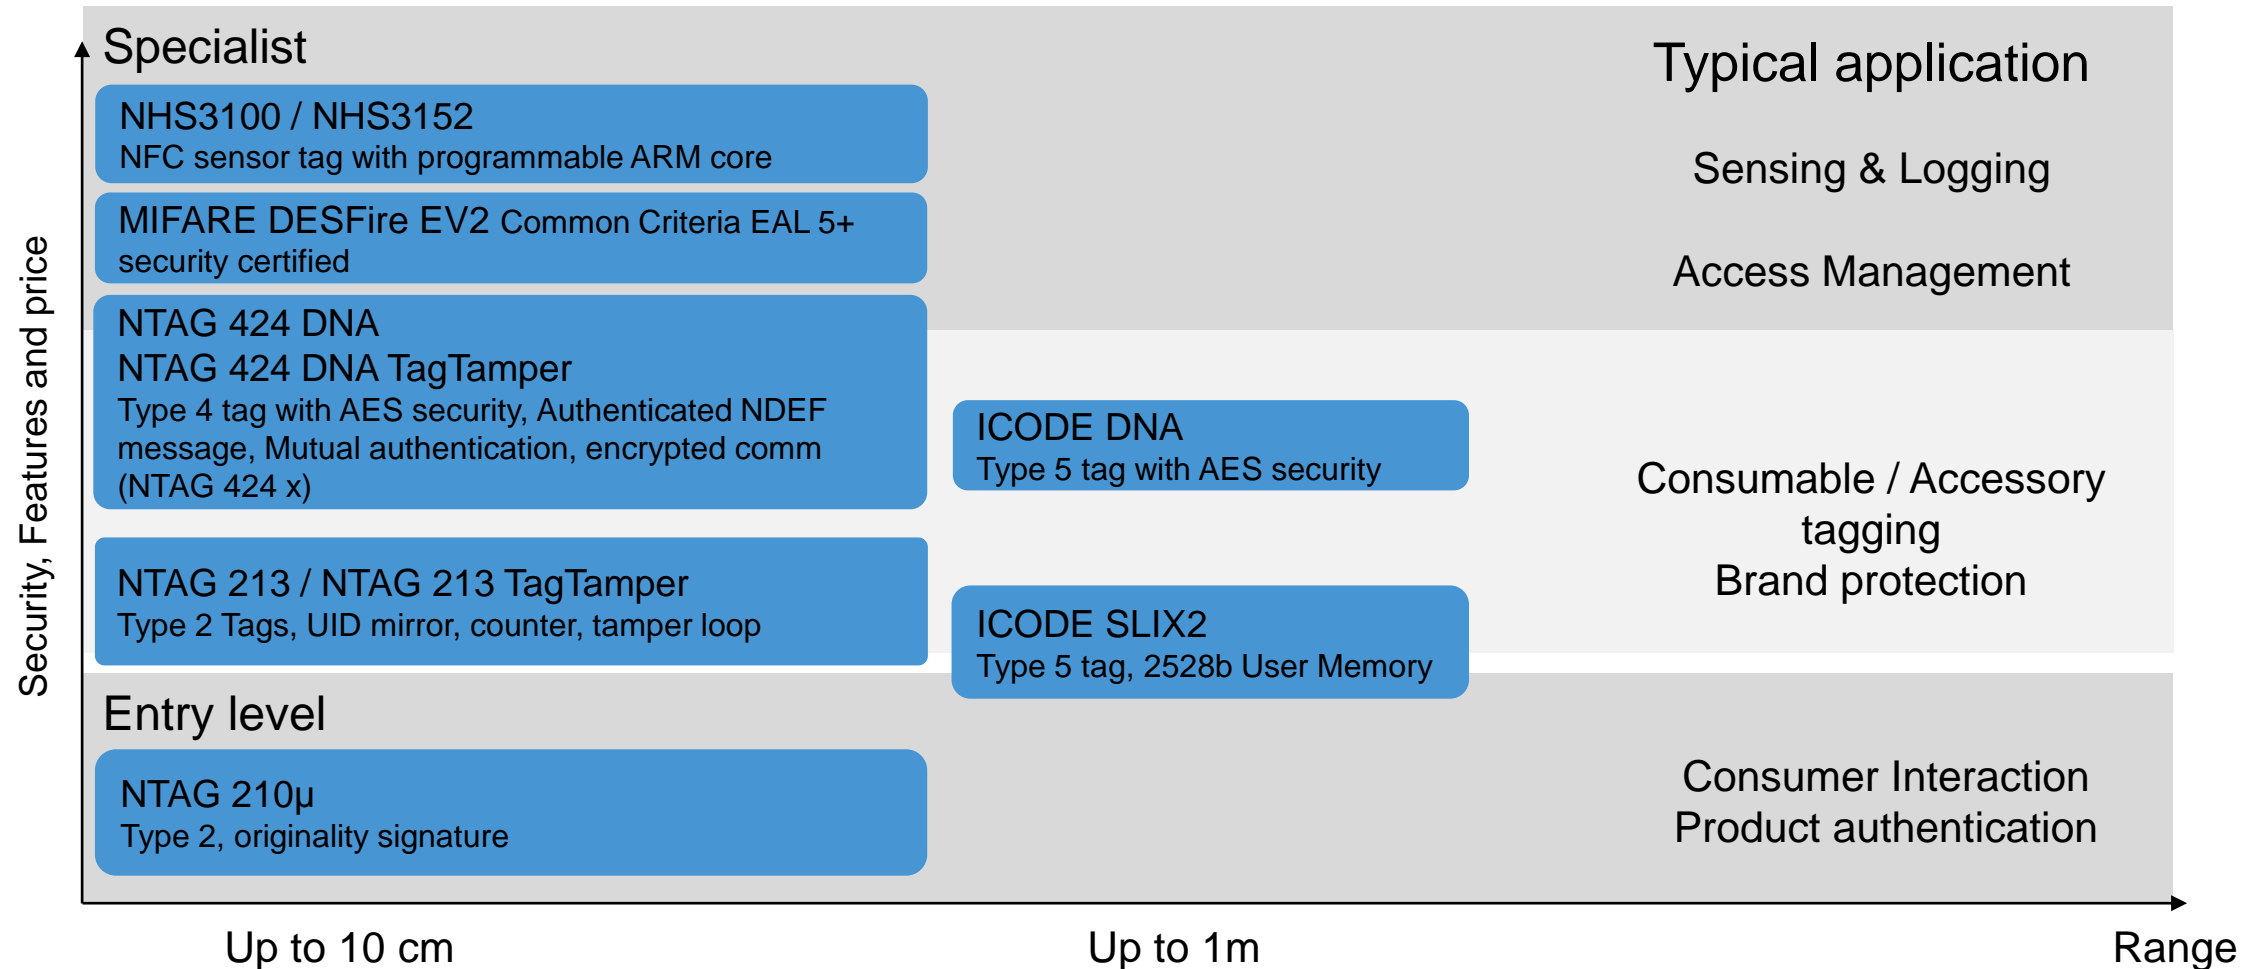 Specialist
Typical application
NHS3100 / NHS3152
NFC sensor tag with programmable ARM core
Sensing & Logging
MIFARE DESFire EV2 Common Criteria EAL 5+
security certified
Access Management
NTAG 424 DNA
NTAG 424 DNA TagTamper
Type 4 tag with AES security, Authenticated NDEF
message, Mutual authentication, encrypted comm
(NTAG 424 x)
ICODE DNA
Type 5 tag with AES security
Consumable / Accessory
tagging
Brand protection
NTAG 213 / NTAG 213 TagTamper
Type 2 Tags, UID mirror, counter, tamper loop
ICODE SLIX2
Type 5 tag, 2528b User Memory
Entry level
NTAG 210µ
Type 2, originality signature
Consumer Interaction
Product authentication
Security, Features and price
Up to 10 cm
Up to 1m
Range